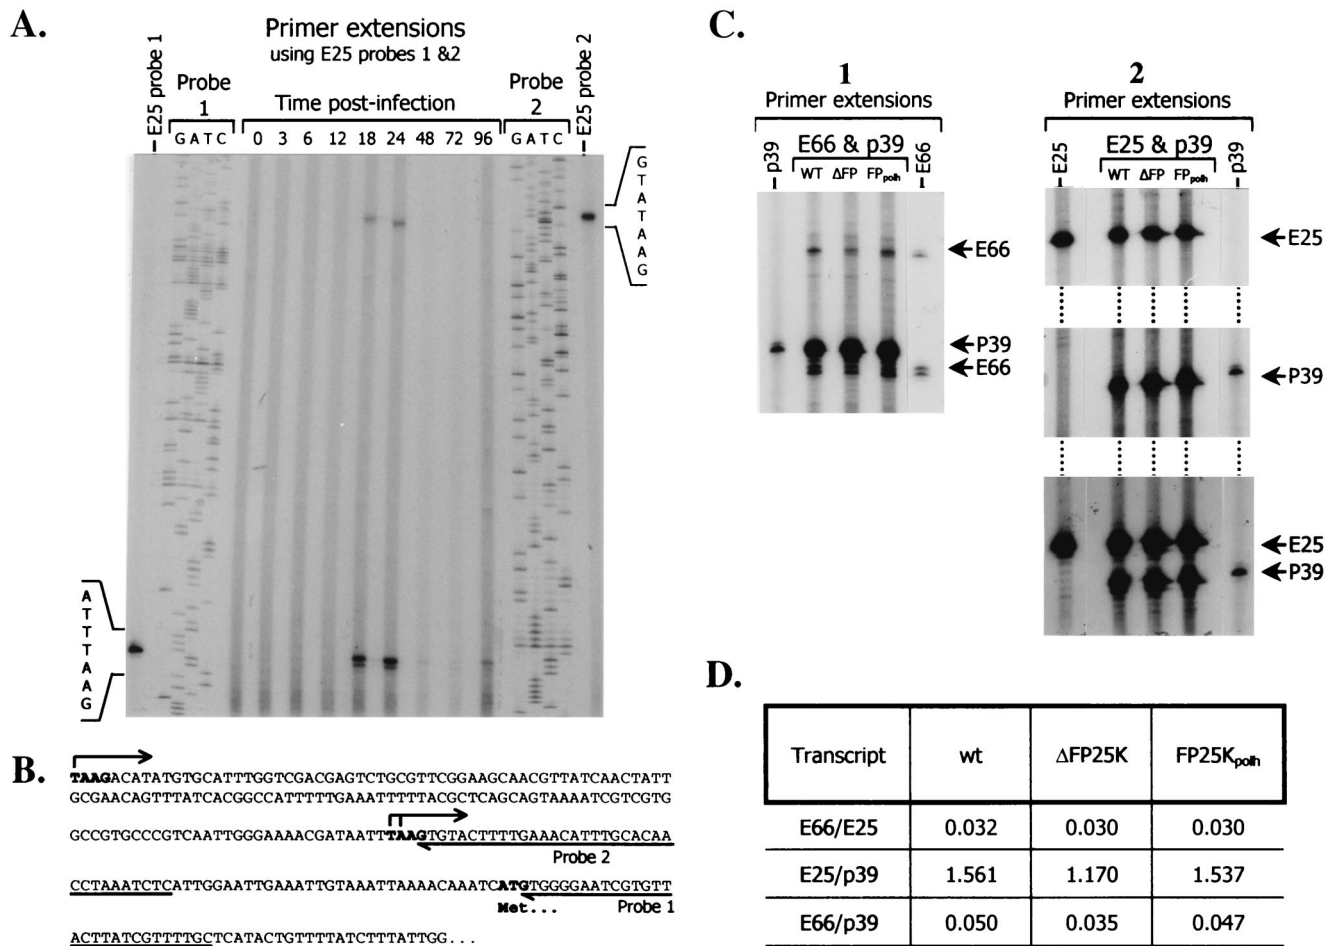 A.
Primer extensions
using E25 probes 1 &2
E25 probe 1
Probe
1
Time post-infection
Probe
2
E25 probe 2
G A T C
0 3 6 12 18 24 48 72 96
G A T C
G
T
A
T
A
A
G
A
T
T
T
A
A
G
B.
TAAGACATATGTGCATTTGGTCGACGAGTCTGCGTTCGGAAGCAACGTTATCAACTATT
GCGAACAGTTTATCACGGCCATTTTTGAAATTTTTACGCTCAGCAGTAAAATCGTCGTG
GCCGTGCCCGTCAATTGGGAAAACGATAATTTAAGTGTACTTTTGAAACATTTGCACAA
Probe 2
CCTAAATCTCATTGGAATTGAAATTGTAAATTAAAACAAATCATGTGGGGAATCGTGTT
Met...
Probe 1
ACTTATCGTTTTGCTCATACTGTTTTATCTTTATTGG...
C.
1
Primer extensions
p39
E66 & p39
E66
WT ΔFP FPpolh
E66
P39
E66
2
Primer extensions
E25
E25 & p39
p39
WT ΔFP FPpolh
E25
P39
E25
P39
D.
Transcript wt ΔFP25K FP25Kpolh
E66/E25 0.032 0.030 0.030
E25/p39 1.561 1.170 1.537
E66/p39 0.050 0.035 0.047